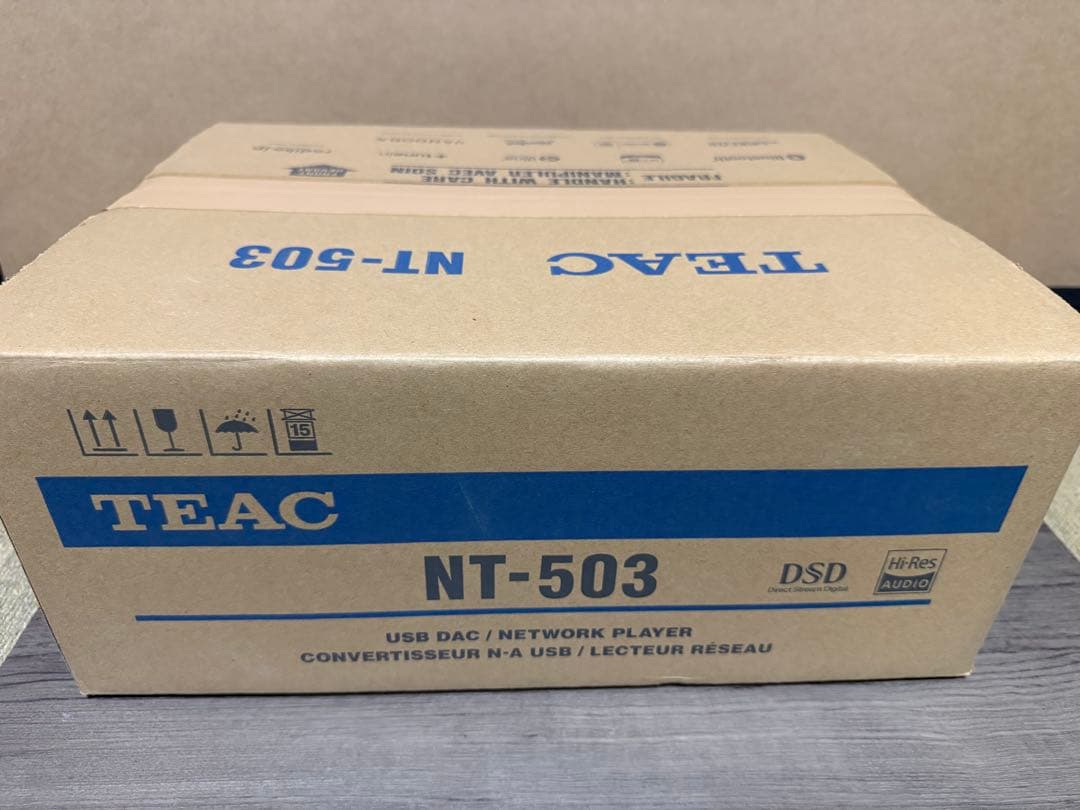 Bluetooth
FRAGILE : HANDLE WITH CARE
: MANIPULER AVEC SOIN
TEAC NT-503
15
TEAC
NT-503
DSD
Direct Stream Digital
Hi-Res
AUDIO
USB DAC / NETWORK PLAYER
CONVERTISSEUR N-A USB / LECTEUR RÉSEAU